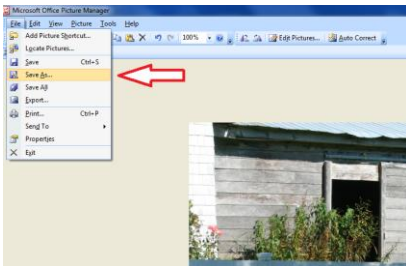 Microsoft Office Picture Manager
File Edit View Picture Tools Help
Add Picture Shortcut...
100%
Edit Pictures...
Auto Correct
Locate Pictures...
Save Ctrl+S
Save As...
Save All
Export...
Print... Ctrl+P
Send To
Properties
Exit